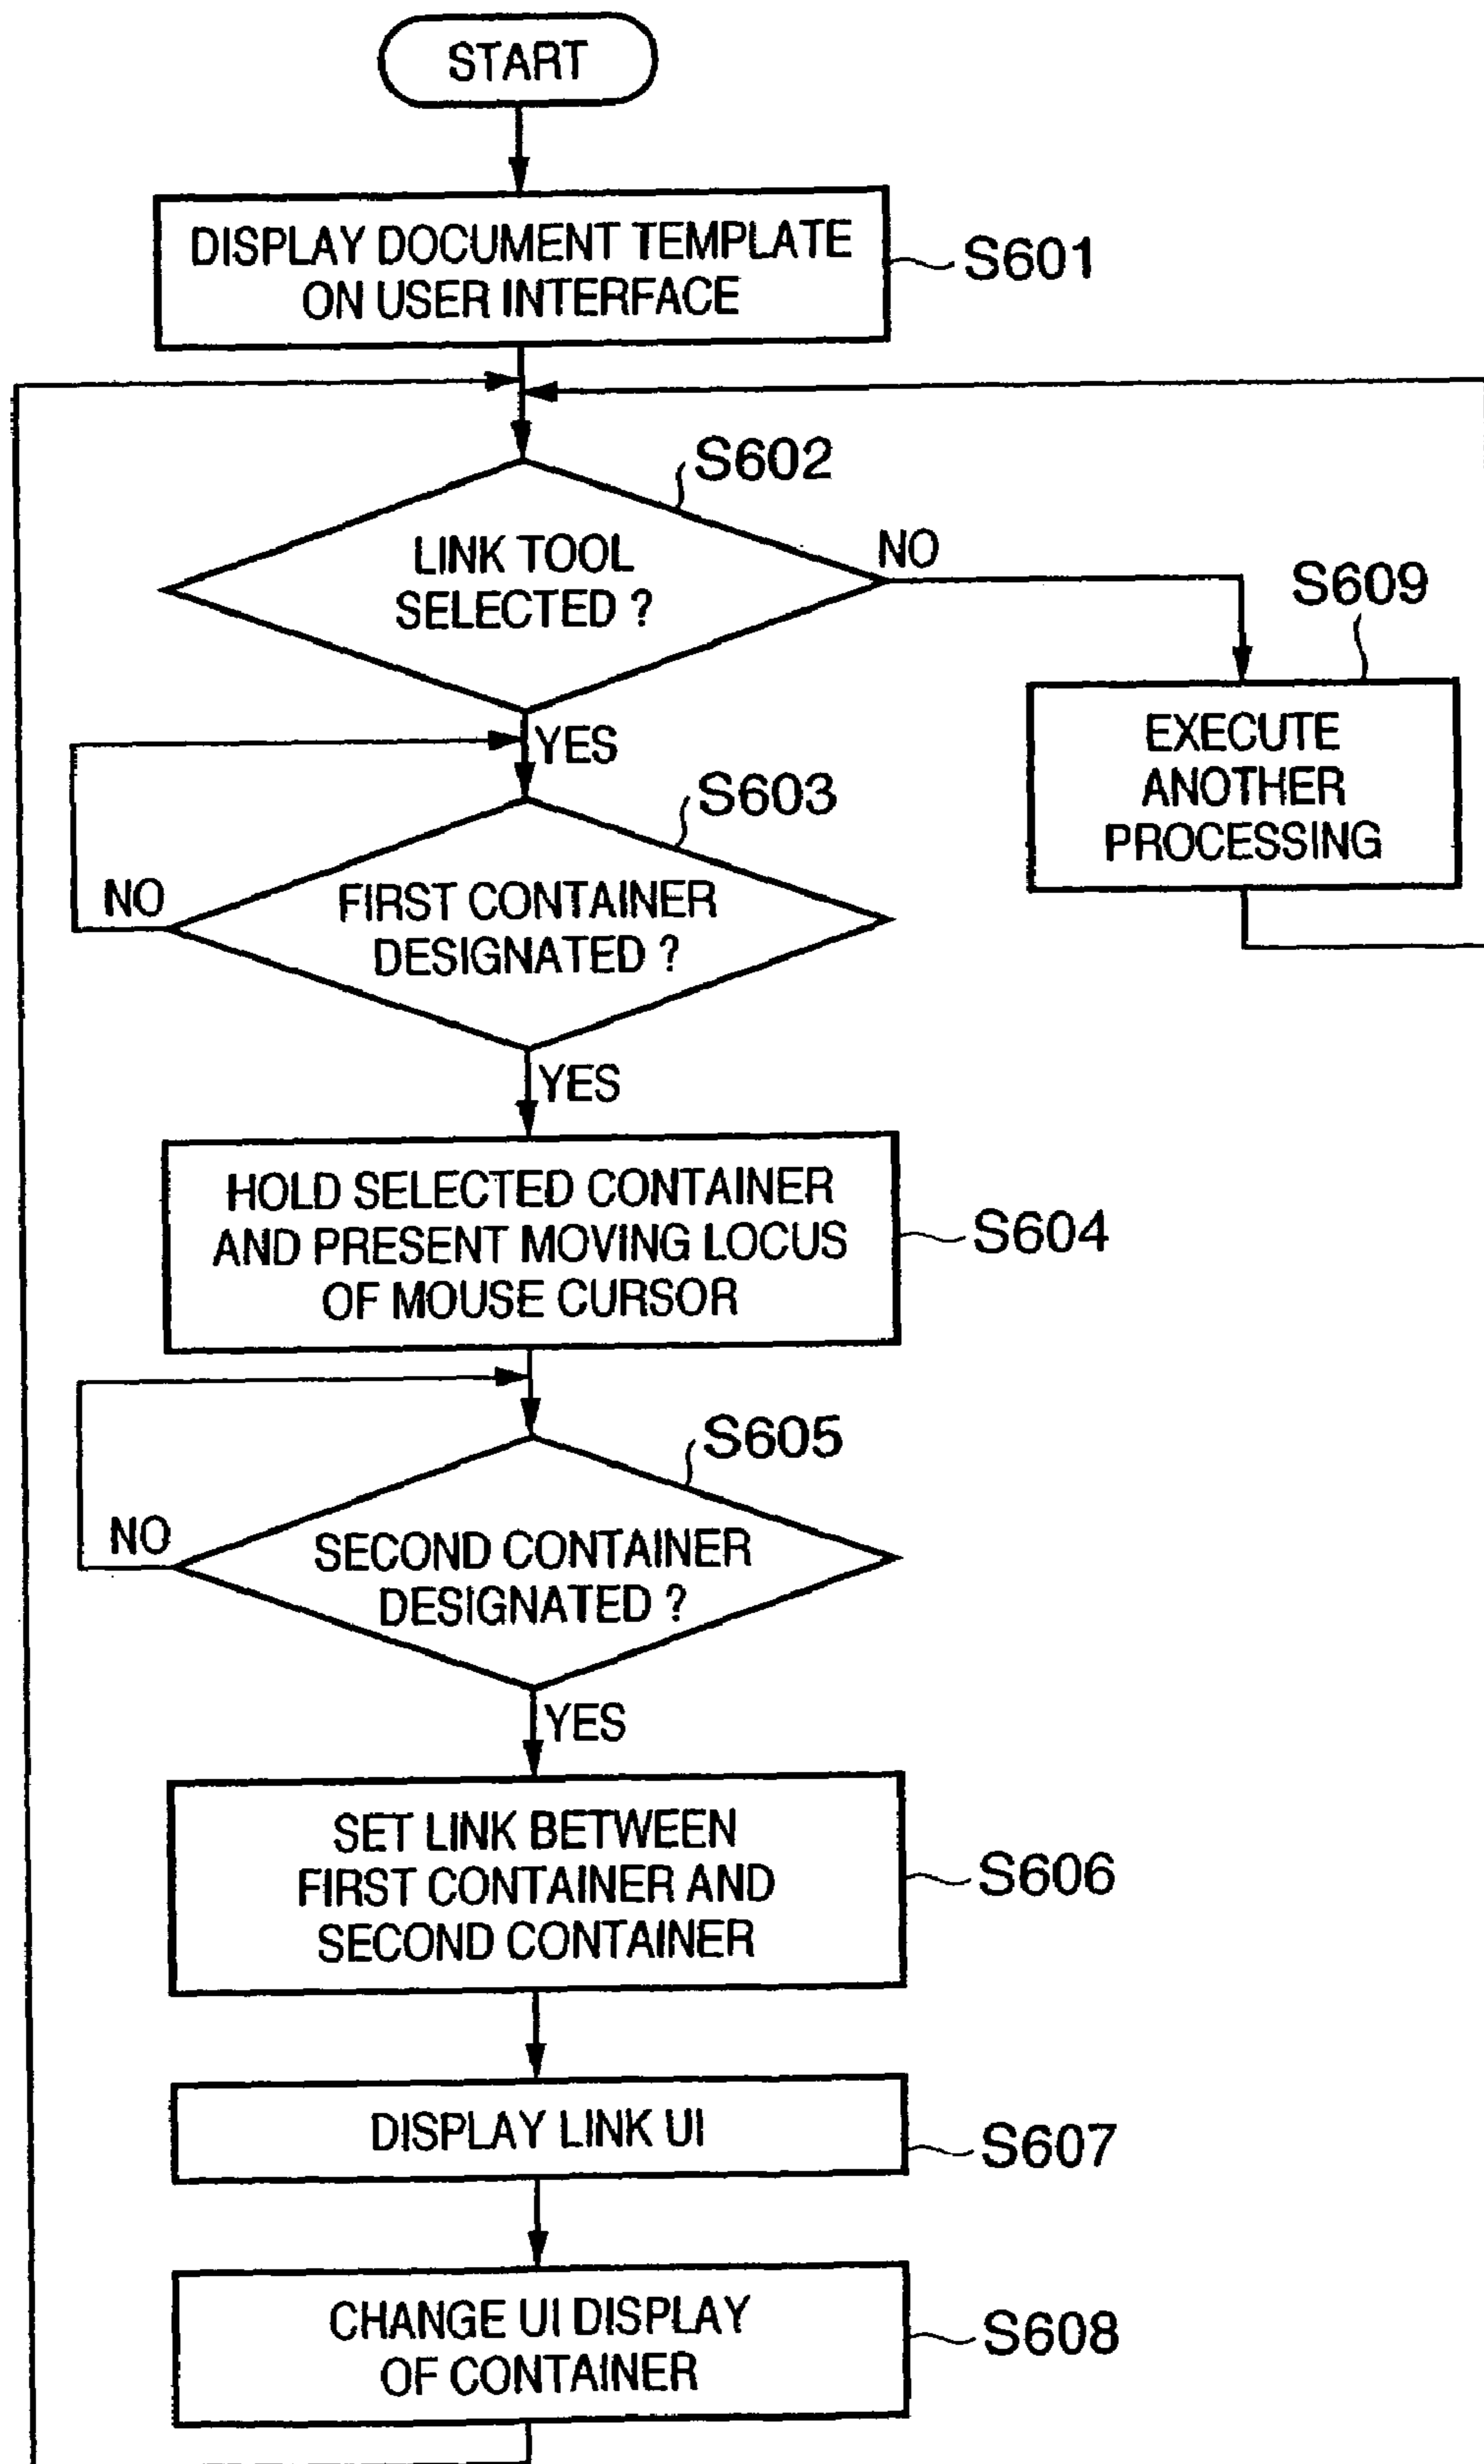 START
DISPLAY DOCUMENT TEMPLATE
ON USER INTERFACE
S601
S602
LINK TOOL
SELECTED ?
NO
YES
S609
EXECUTE
ANOTHER
PROCESSING
S603
FIRST CONTAINER
DESIGNATED ?
NO
YES
HOLD SELECTED CONTAINER
AND PRESENT MOVING LOCUS
OF MOUSE CURSOR
S604
S605
SECOND CONTAINER
DESIGNATED ?
NO
YES
SET LINK BETWEEN
FIRST CONTAINER AND
SECOND CONTAINER
S606
DISPLAY LINK UI
S607
CHANGE UI DISPLAY
OF CONTAINER
S608